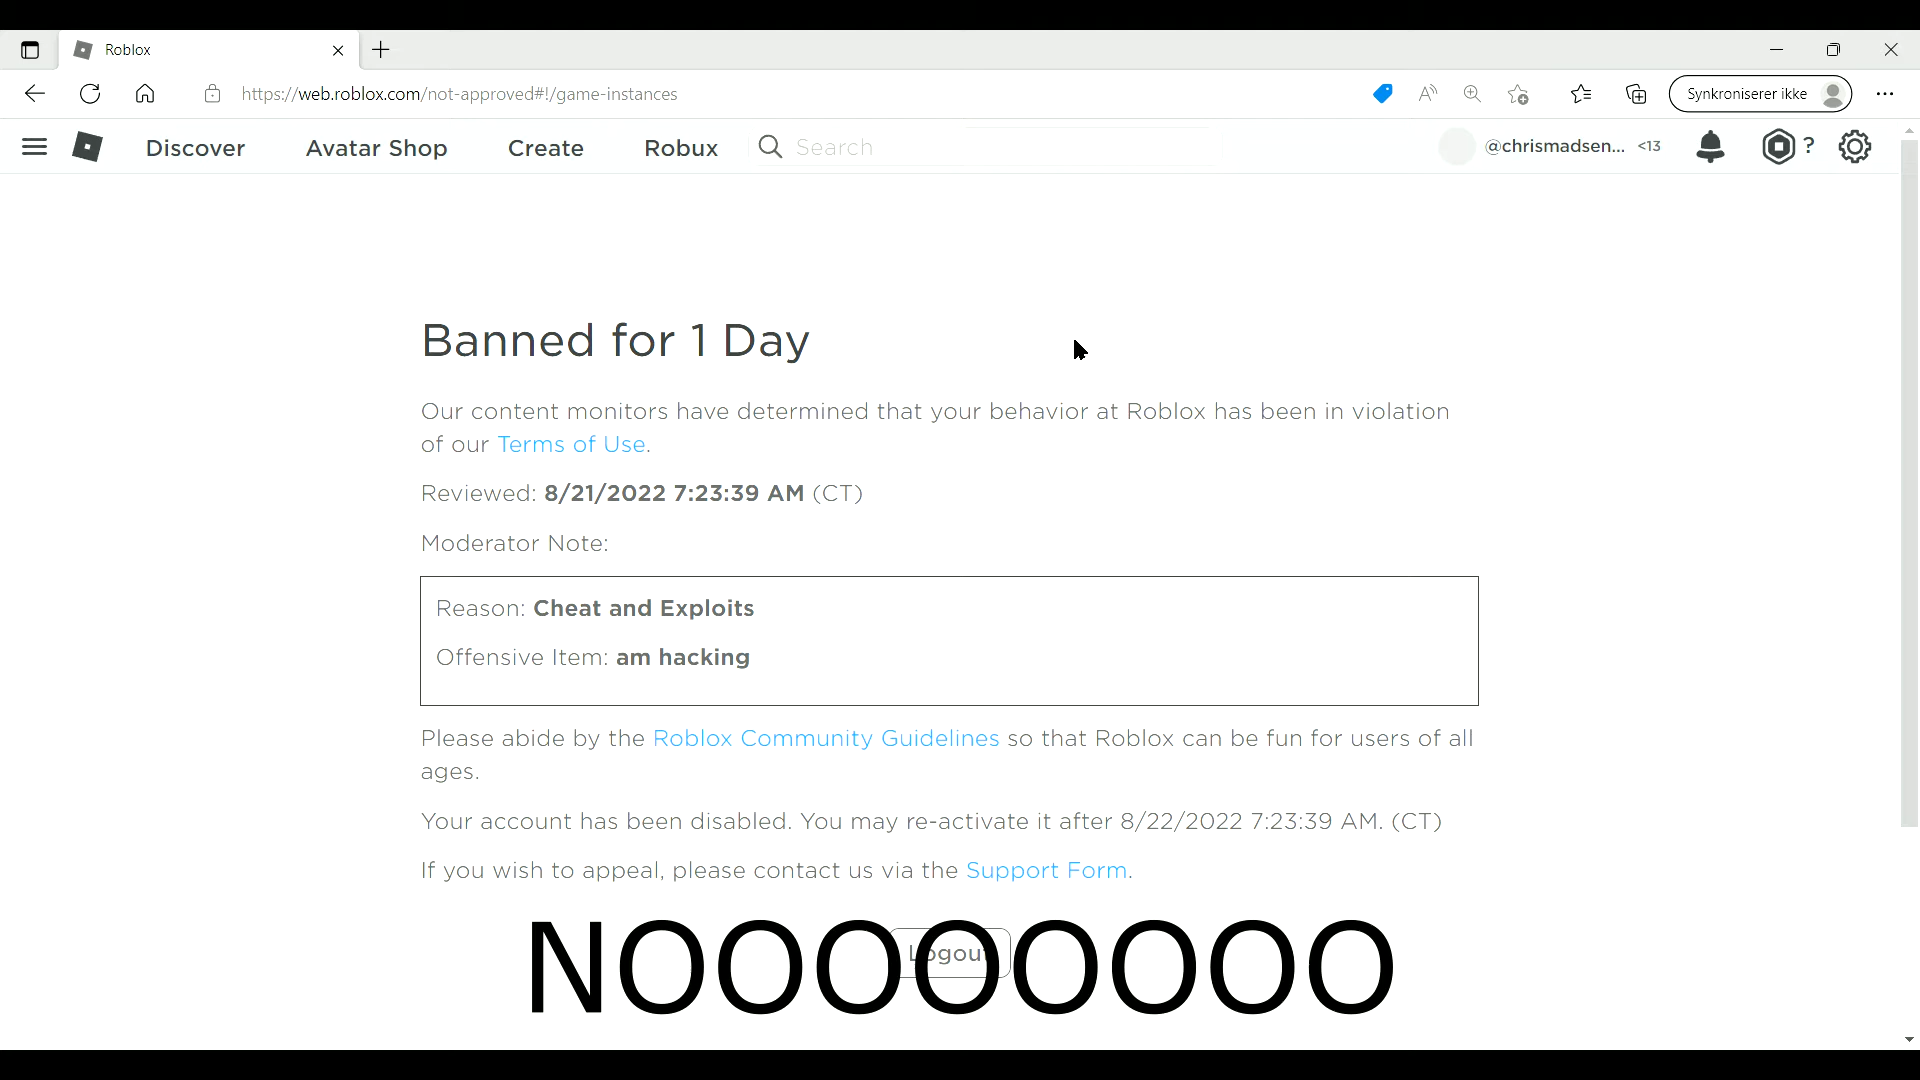 Roblox
https://web.roblox.com/not-approved#!/game-instances
Synkroniserer ikke
Discover
Avatar Shop
Create
Robux
Search
@chrismadsen... <13
?
Banned for 1 Day
Our content monitors have determined that your behavior at Roblox has been in violation
of our Terms of Use.
Reviewed: 8/21/2022 7:23:39 AM (CT)
Moderator Note:
Reason: Cheat and Exploits
Offensive Item: am hacking
Please abide by the Roblox Community Guidelines so that Roblox can be fun for users of all
ages.
Your account has been disabled. You may re-activate it after 8/22/2022 7:23:39 AM. (CT)
If you wish to appeal, please contact us via the Support Form.
Logout
NOOOOOOOO